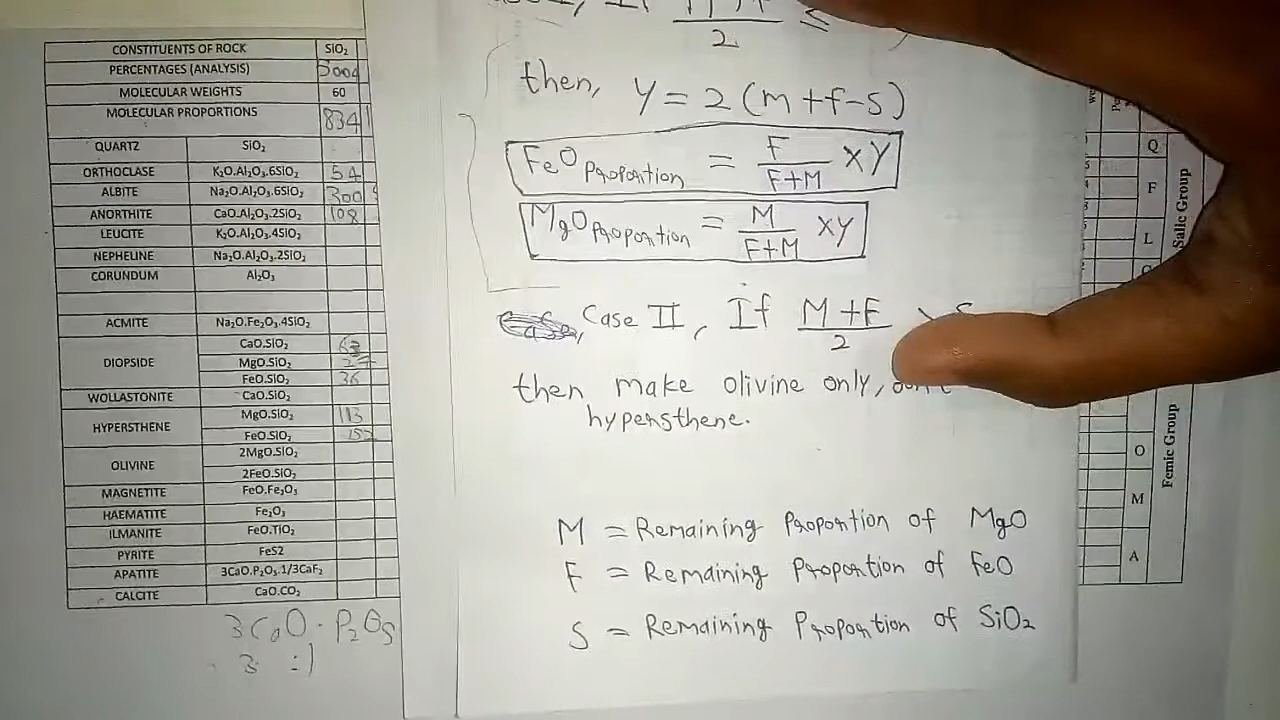 CONSTITUENTS OF ROCK SIO₂
PERCENTAGES (ANALYSIS) 5004
MOLECULAR WEIGHTS 60
MOLECULAR PROPORTIONS 834
QUARTZ SIO₂
ORTHOCLASE K₂O.Al₂O₃.6SIO₂ 54
ALBITE Na₂O.Al₂O₃.6SIO₂ 300
ANORTHITE CaO.Al₂O₃.2SIO₂ 108
LEUCITE K₂O.Al₂O₃.4SIO₂
NEPHELINE Na₂O.Al₂O₃.2SIO₂
CORUNDUM Al₂O₃
ACMITE Na₂O.Fe₂O₃.4SIO₂
DIOPSIDE CaO.SIO₂ 63
MgO.SIO₂ 27
FeO.SIO₂ 36
WOLLASTONITE CaO.SIO₂
HYPERSTHENE MgO.SIO₂ 113
FeO.SIO₂ 152
OLIVINE 2MgO.SIO₂
2FeO.SIO₂
MAGNETITE FeO.Fe₂O₃
HAEMATITE Fe₂O₃
ILMANITE FeO.TIO₂
PYRITE FeS2
APATITE 3CaO.P₂O₅.1/3CaF₂
CALCITE CaO.CO₂
3CaO · P₂O₅
3 : 1
If 2 ≤
then, y = 2 (m+f-s)
FeO Proportion = F/F+M × Y
MgO Proportion = M/F+M × Y
Case II, If M+F/2 > S
then make olivine only,
hypersthene.
M = Remaining Proportion of MgO
F = Remaining Proportion of FeO
S = Remaining Proportion of SiO₂
Q
F
L
Salic Group
O
M
A
Femic Group